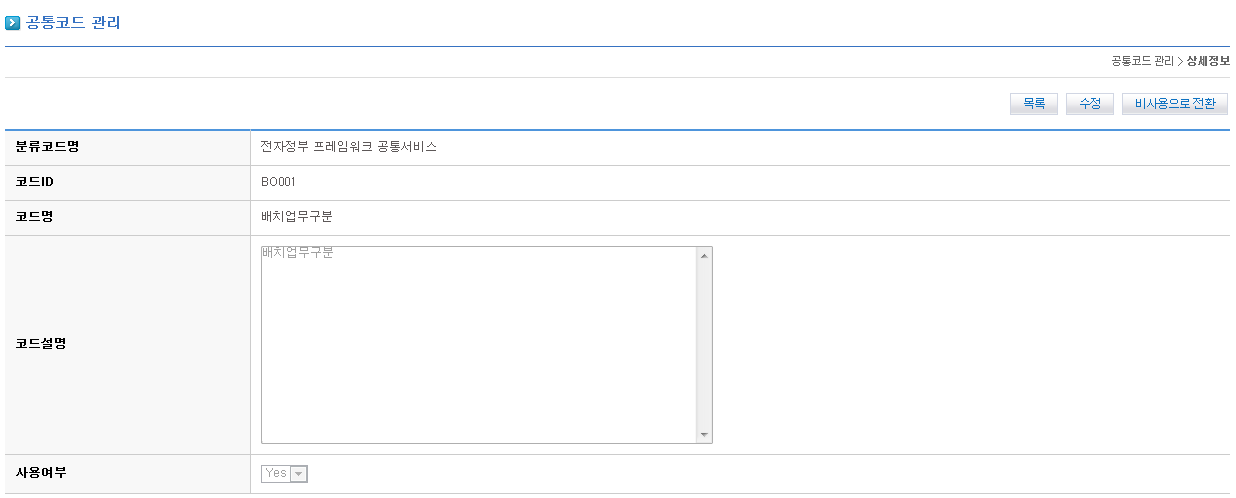 공통코드 관리
공통코드 관리 > 상세정보
목록 수정 비사용으로 전환
분류코드명 전자정부 프레임워크 공통서비스
코드ID BO001
코드명 배치업무구분
코드설명 배치업무구분
사용여부 Yes